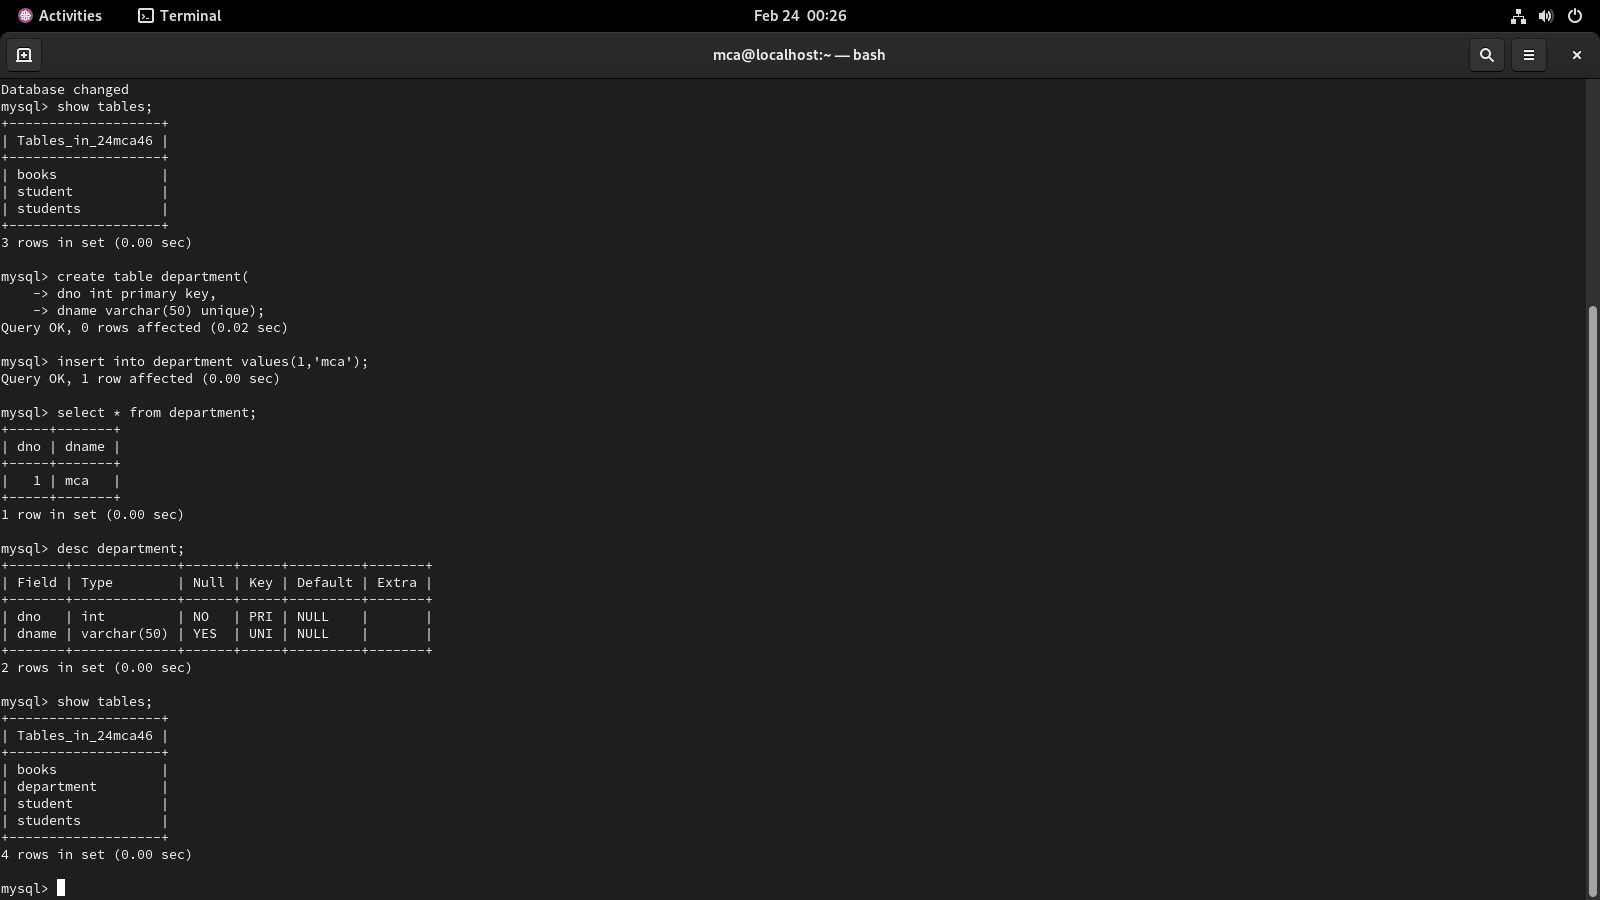 Activities Terminal Feb 24 00:26
mca@localhost:~ — bash
Database changed
mysql> show tables;
+-------------------+
| Tables_in_24mca46 |
+-------------------+
| books             |
| student           |
| students          |
+-------------------+
3 rows in set (0.00 sec)

mysql> create table department(
    -> dno int primary key,
    -> dname varchar(50) unique);
Query OK, 0 rows affected (0.02 sec)

mysql> insert into department values(1,'mca');
Query OK, 1 row affected (0.00 sec)

mysql> select * from department;
+-----+-------+
| dno | dname |
+-----+-------+
|   1 | mca   |
+-----+-------+
1 row in set (0.00 sec)

mysql> desc department;
+-------+-------------+------+-----+---------+-------+
| Field | Type        | Null | Key | Default | Extra |
+-------+-------------+------+-----+---------+-------+
| dno   | int         | NO   | PRI | NULL    |       |
| dname | varchar(50) | YES  | UNI | NULL    |       |
+-------+-------------+------+-----+---------+-------+
2 rows in set (0.00 sec)

mysql> show tables;
+-------------------+
| Tables_in_24mca46 |
+-------------------+
| books             |
| department        |
| student           |
| students          |
+-------------------+
4 rows in set (0.00 sec)

mysql>